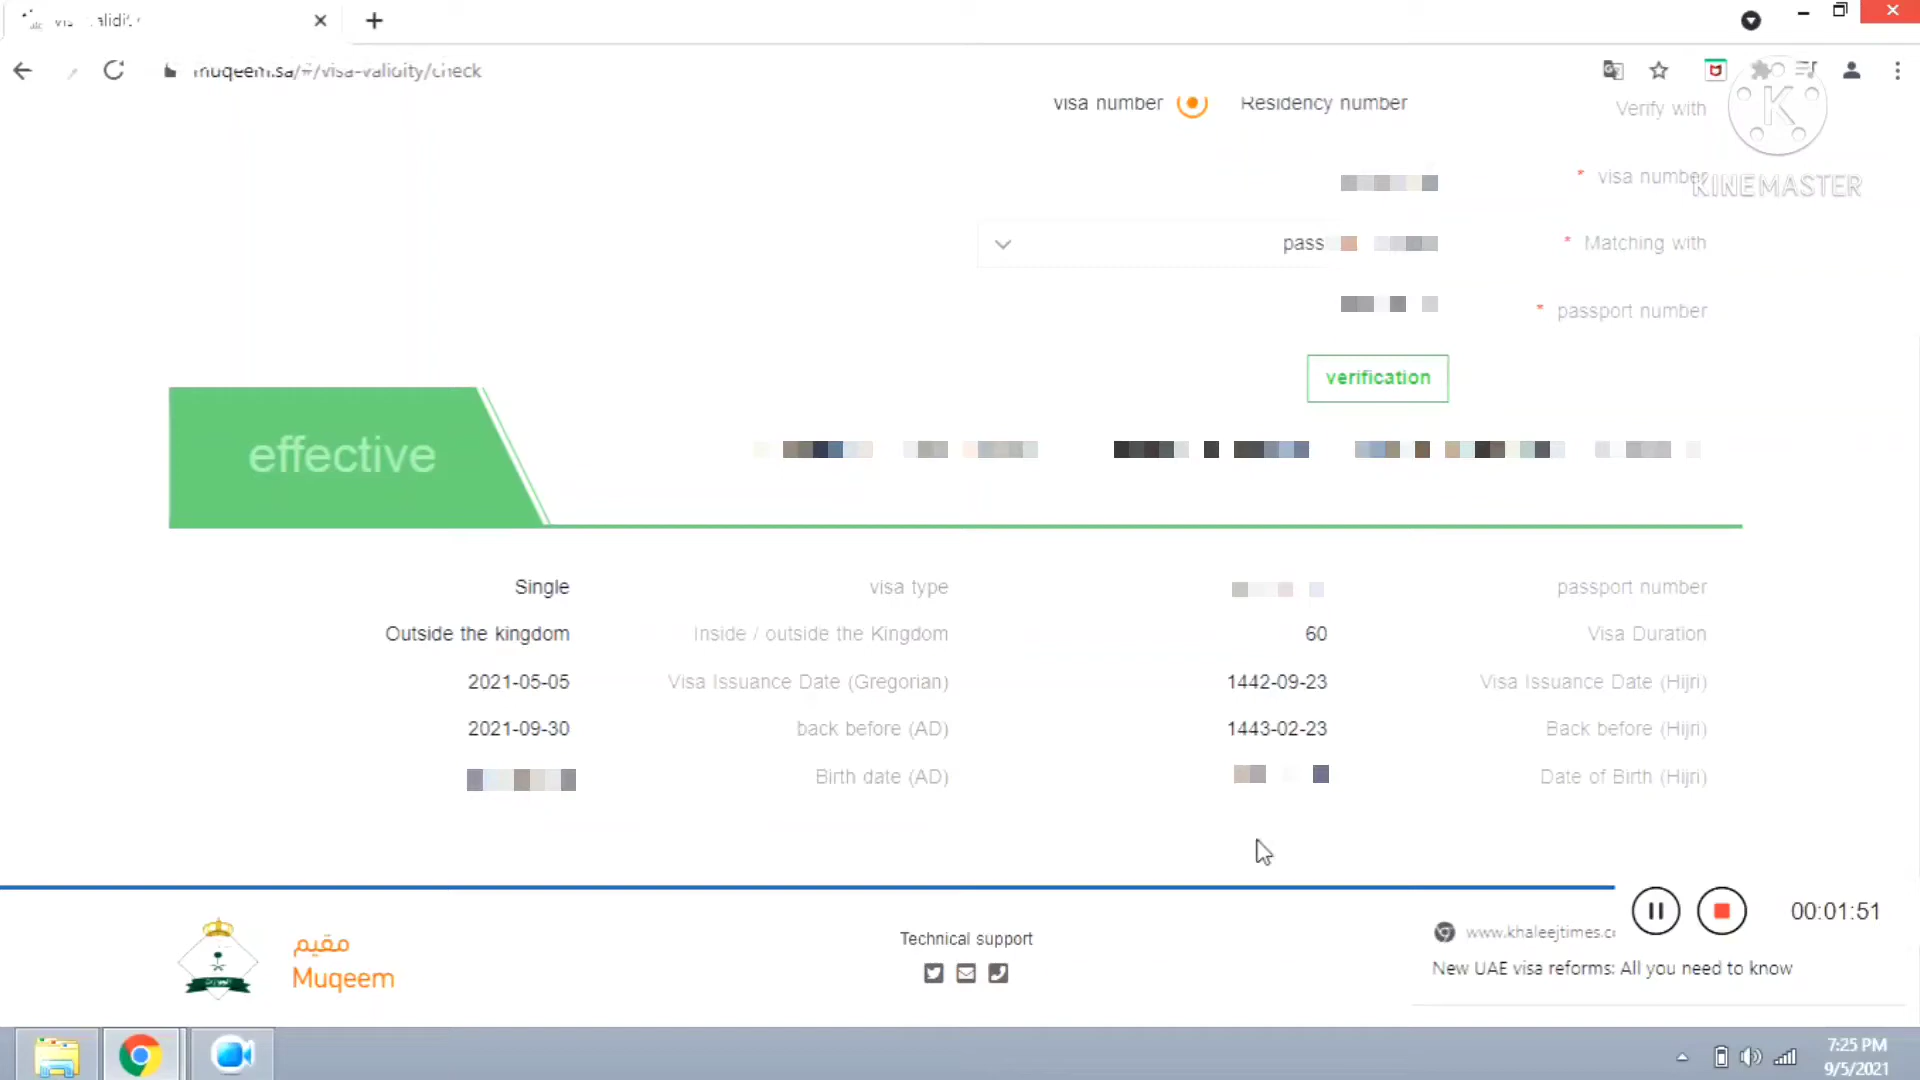 muqeem.sa/#/visa-validity/check
visa number Residency number Verify with
* visa number
KINEMASTER
pass * Matching with
* passport number
verification
effective
Single visa type passport number
Outside the kingdom Inside / outside the Kingdom 60 Visa Duration
2021-05-05 Visa Issuance Date (Gregorian) 1442-09-23 Visa Issuance Date (Hijri)
2021-09-30 back before (AD) 1443-02-23 Back before (Hijri)
Birth date (AD) Date of Birth (Hijri)
مقيم
Muqeem
Technical support
00:01:51
www.khaleejtimes.c
New UAE visa reforms: All you need to know
7:25 PM
9/5/2021